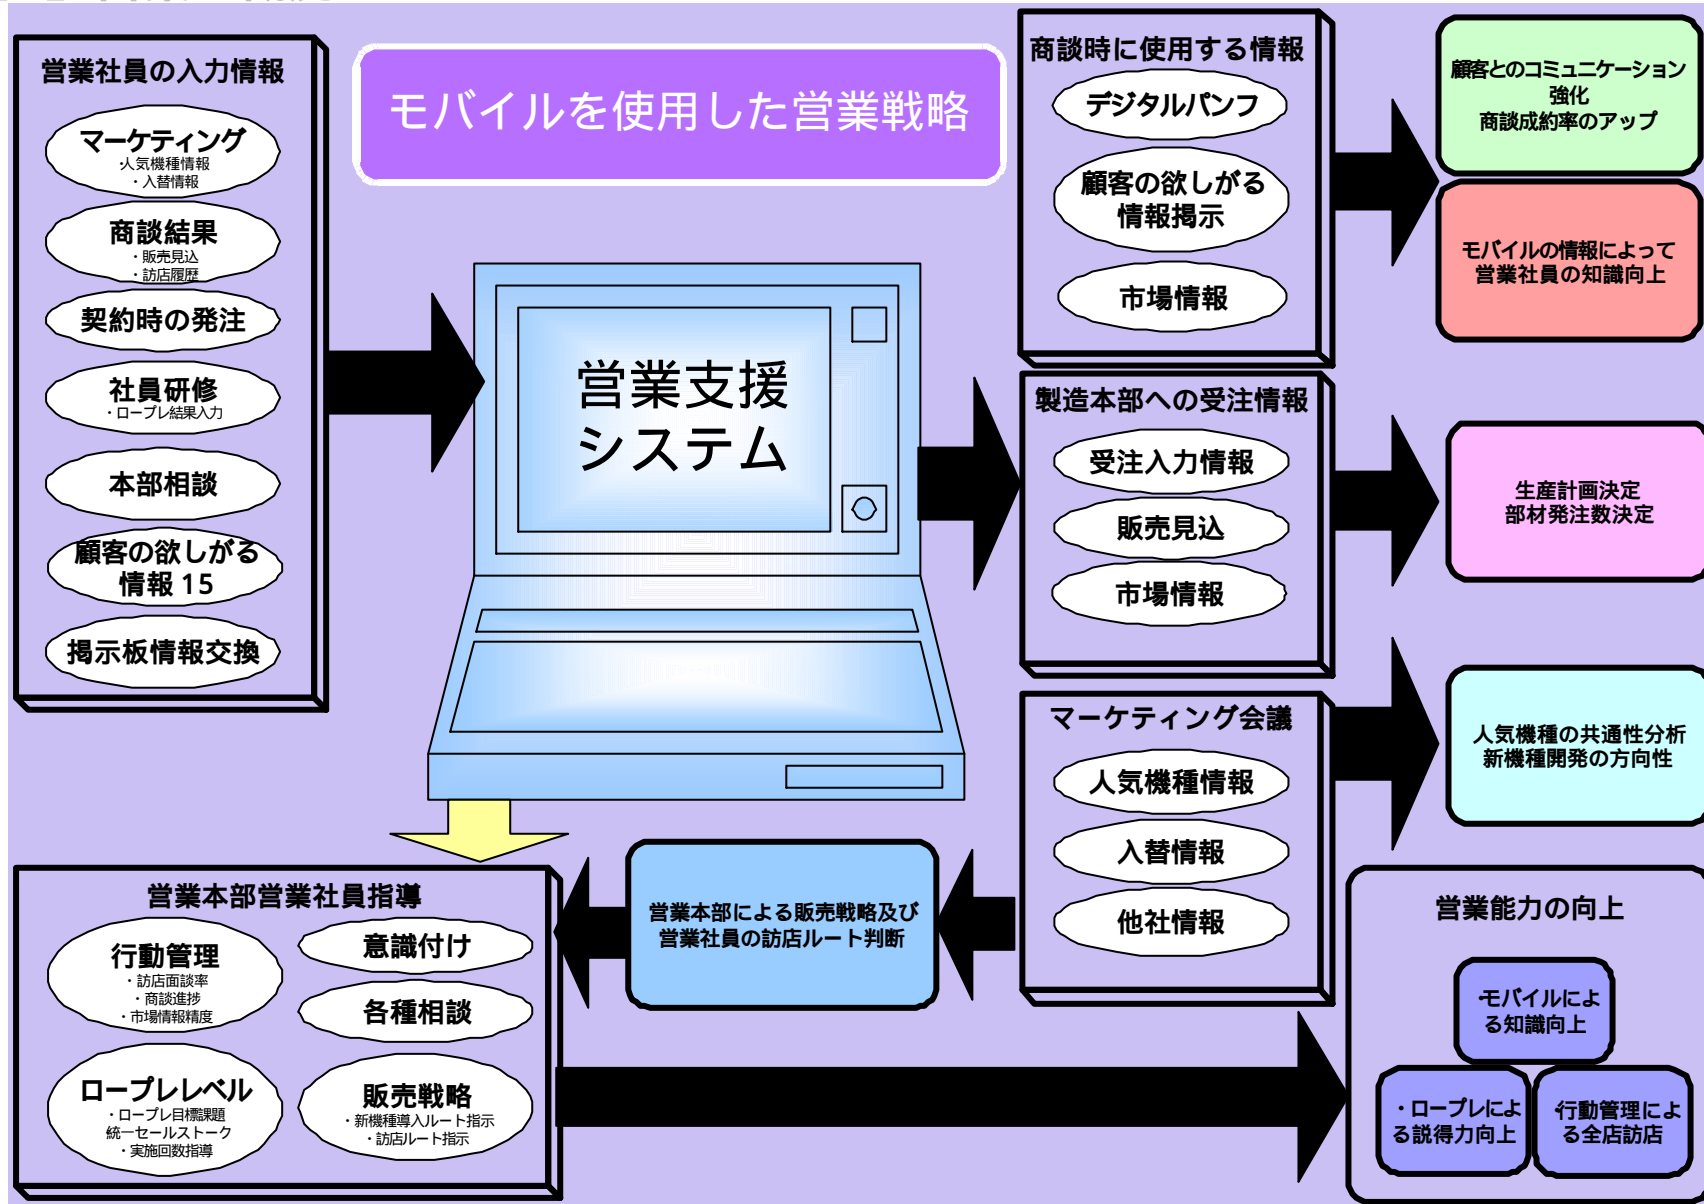 モバイルを使用した営業戦略
営業社員の入力情報
マーケティング
・人気機種情報
・入替情報
商談結果
・販売見込
・訪店履歴
契約時の発注
社員研修
・ロープレ結果入力
本部相談
顧客の欲しがる
情報 15
掲示板情報交換
営業支援
システム
商談時に使用する情報
デジタルパンフ
顧客の欲しがる
情報掲示
市場情報
顧客とのコミュニケーション
強化
商談成約率のアップ
モバイルの情報によって
営業社員の知識向上
製造本部への受注情報
受注入力情報
販売見込
市場情報
生産計画決定
部材発注数決定
マーケティング会議
人気機種情報
入替情報
他社情報
人気機種の共通性分析
新機種開発の方向性
営業本部による販売戦略及び
営業社員の訪店ルート判断
営業本部営業社員指導
行動管理
・訪店面談率
・商談進捗
・市場情報精度
意識付け
各種相談
ロープレレベル
・ロープレ目標課題
統一セールストーク
・実施回数指導
販売戦略
・新機種導入ルート指示
・訪店ルート指示
営業能力の向上
・モバイルによ
る知識向上
・ロープレによ
る説得力向上
・行動管理によ
る全店訪店